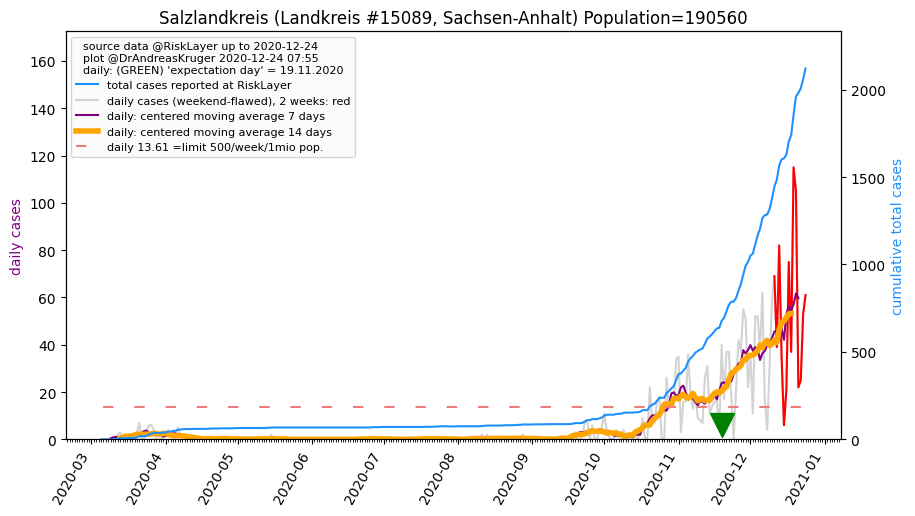 Salzlandkreis (Landkreis #15089, Sachsen-Anhalt) Population=190560
source data @RiskLayer up to 2020-12-24
plot @DrAndreasKruger 2020-12-24 07:55
daily: (GREEN) 'expectation day' = 19.11.2020
total cases reported at RiskLayer
daily cases (weekend-flawed), 2 weeks: red
daily: centered moving average 7 days
daily: centered moving average 14 days
daily 13.61 =limit 500/week/1mio pop.
daily cases
160
140
120
100
80
60
40
20
0
cumulative total cases
2000
1500
1000
500
0
2020-03
2020-04
2020-05
2020-06
2020-07
2020-08
2020-09
2020-10
2020-11
2020-12
2021-01